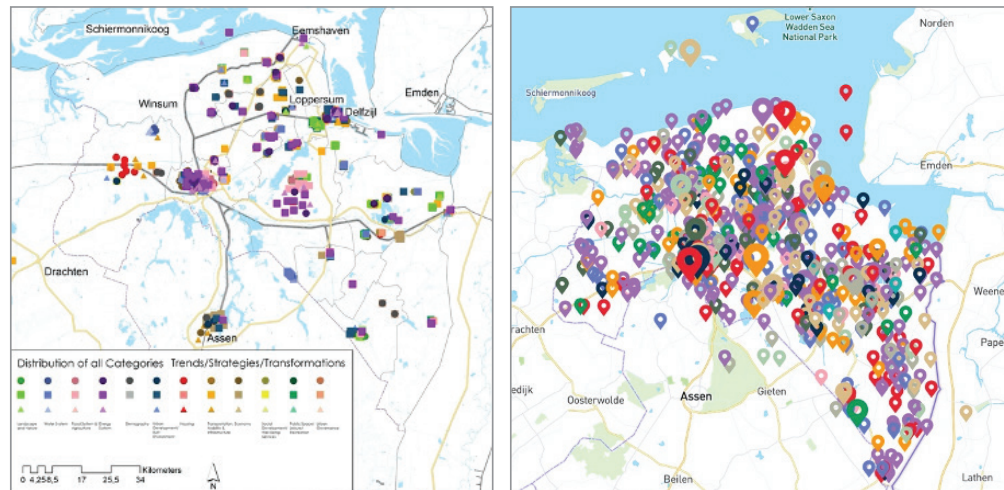 Schiermonnikoog
Eemshaven
Winsum
Loppersum
Delfzijl
Emden
Drachten
Assen
Distribution of all Categories Trends/Strategies/Transformations
Housing
Demography
Kilometers
0 4,25 8,5 17 25,5 34
N
Lower Saxon
Wadden Sea
National Park
Norden
Schiermonnikoog
Emden
Weene
rachten
Pape
edijk
Oosterwolde
Assen
Gieten
Beilen
Lathen